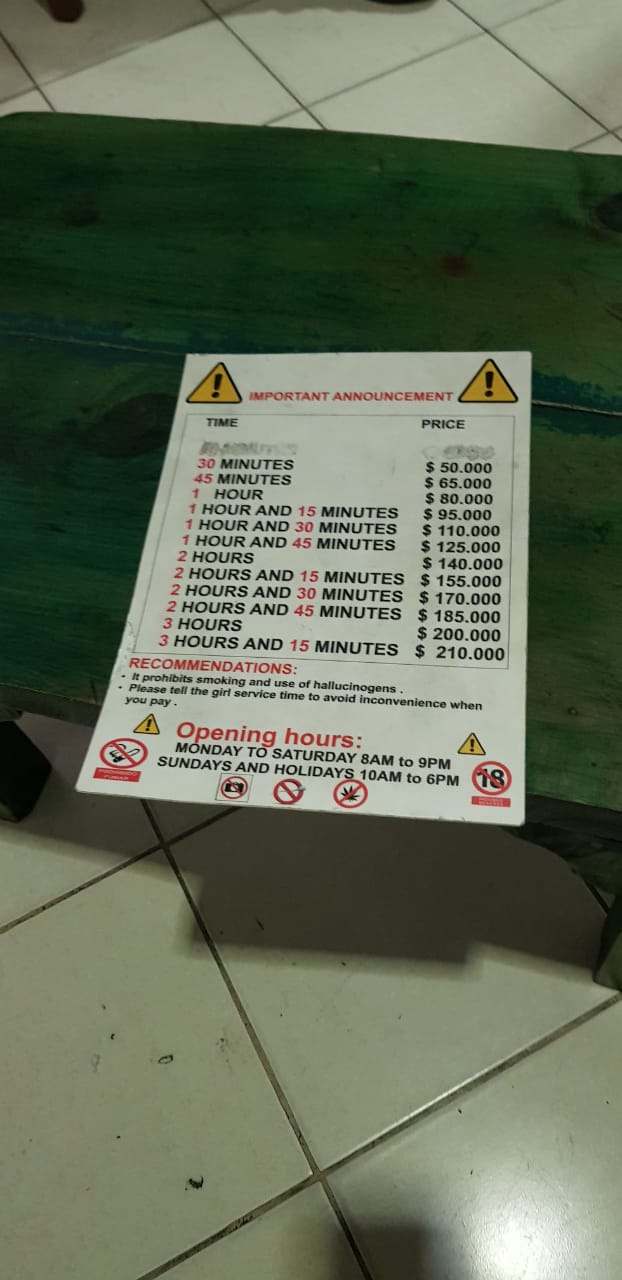 IMPORTANT ANNOUNCEMENT
TIME PRICE
30 MINUTES $ 50.000
45 MINUTES $ 65.000
1 HOUR $ 80.000
1 HOUR AND 15 MINUTES $ 95.000
1 HOUR AND 30 MINUTES $ 110.000
1 HOUR AND 45 MINUTES $ 125.000
2 HOURS $ 140.000
2 HOURS AND 15 MINUTES $ 155.000
2 HOURS AND 30 MINUTES $ 170.000
2 HOURS AND 45 MINUTES $ 185.000
3 HOURS $ 200.000
3 HOURS AND 15 MINUTES $ 210.000
RECOMMENDATIONS:
· It prohibits smoking and use of hallucinogens .
· Please tell the girl service time to avoid inconvenience when
you pay .
Opening hours:
MONDAY TO SATURDAY 8AM to 9PM
SUNDAYS AND HOLIDAYS 10AM to 6PM
PROHIBIDO
FUMAR
18